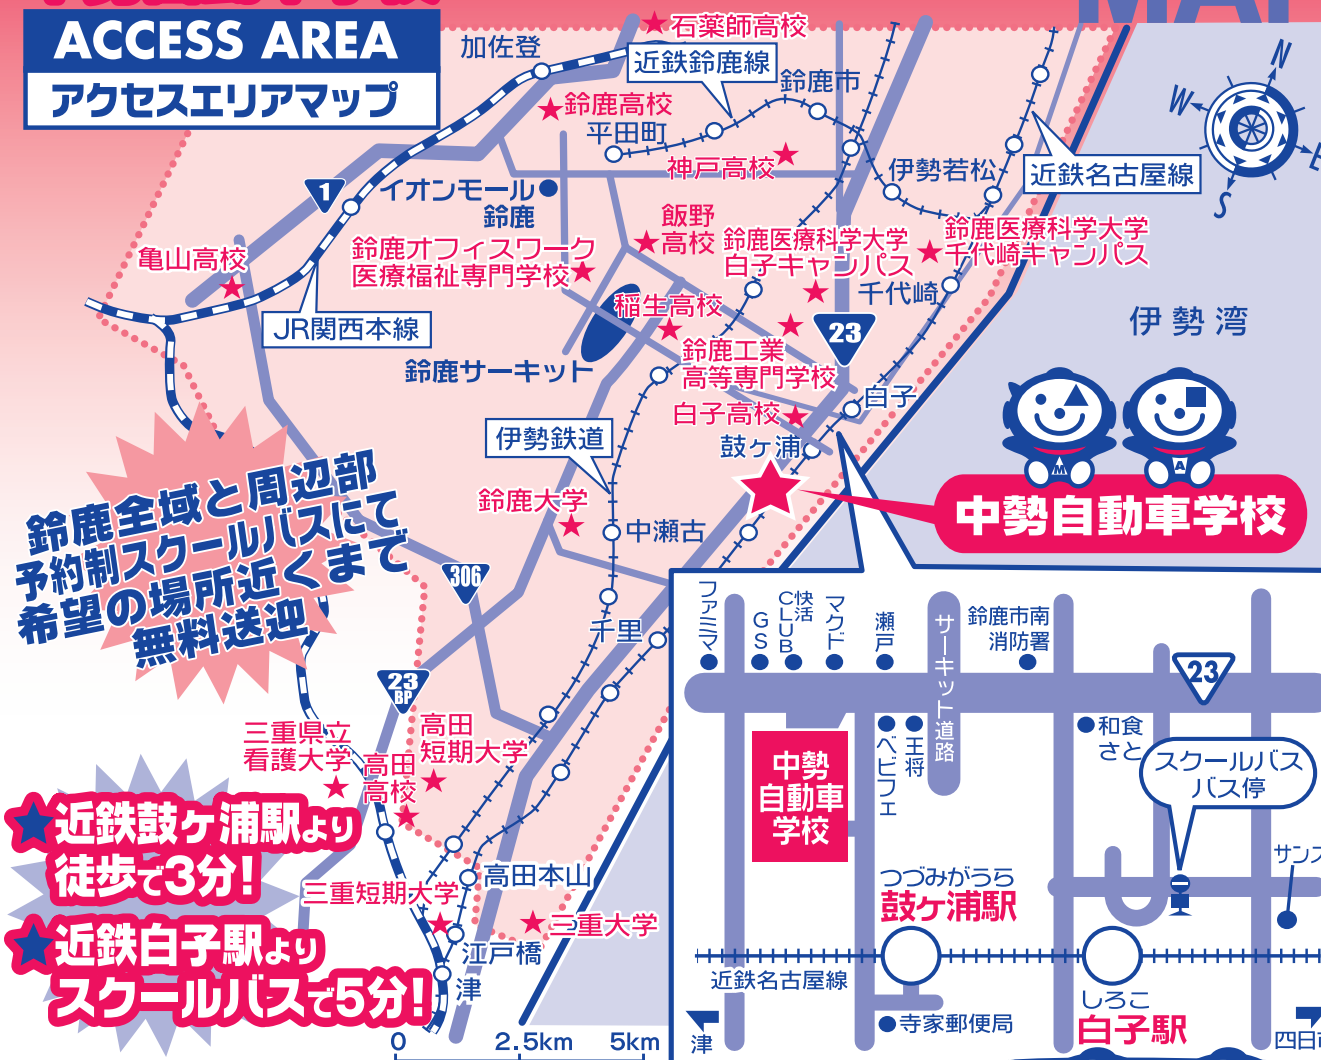 ACCESS AREA
アクセスエリアマップ
加佐登
石薬師高校
近鉄鈴鹿線
鈴鹿市
鈴鹿高校
平田町
神戸高校
伊勢若松
近鉄名古屋線
N
W
S
1
イオンモール
鈴鹿
飯野
高校
鈴鹿医療科学大学
白子キャンパス
鈴鹿医療科学大学
千代崎キャンパス
亀山高校
鈴鹿オフィスワーク
医療福祉専門学校
千代崎
稲生高校
伊勢湾
JR関西本線
23
鈴鹿工業
高等専門学校
鈴鹿サーキット
白子
白子高校
鼓ヶ浦
伊勢鉄道
M
A
中勢自動車学校
鈴鹿大学
中瀬古
鈴鹿全域と周辺部
予約制スクールバスにて
希望の場所近くまで
無料送迎
306
千里
23
BP
三重県立
看護大学
高田
短期大学
高田
高校
近鉄鼓ヶ浦駅より
徒歩で3分!
近鉄白子駅より
スクールバスで5分!
三重短期大学
高田本山
三重大学
江戸橋
津
0
2.5km
5km
ファミマ
GS
快活
CLUB
マクド
瀬戸
サーキット道路
鈴鹿市南
消防署
23
中勢
自動車
学校
ベビフェ
王将
和食
さと
スクールバス
バス停
サンズ
つづみがうら
鼓ヶ浦駅
近鉄名古屋線
しろこ
白子駅
寺家郵便局
津
四日